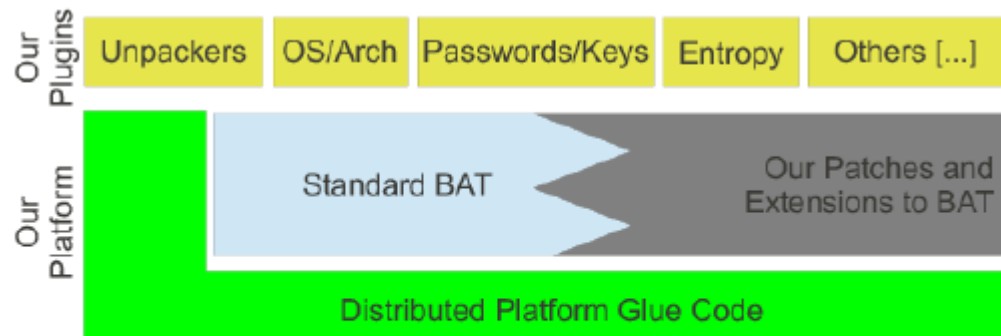 Our
Plugins
Unpackers
OS/Arch
Passwords/Keys
Entropy
Others [...]
Our
Platform
Standard BAT
Our Patches and
Extensions to BAT
Distributed Platform Glue Code